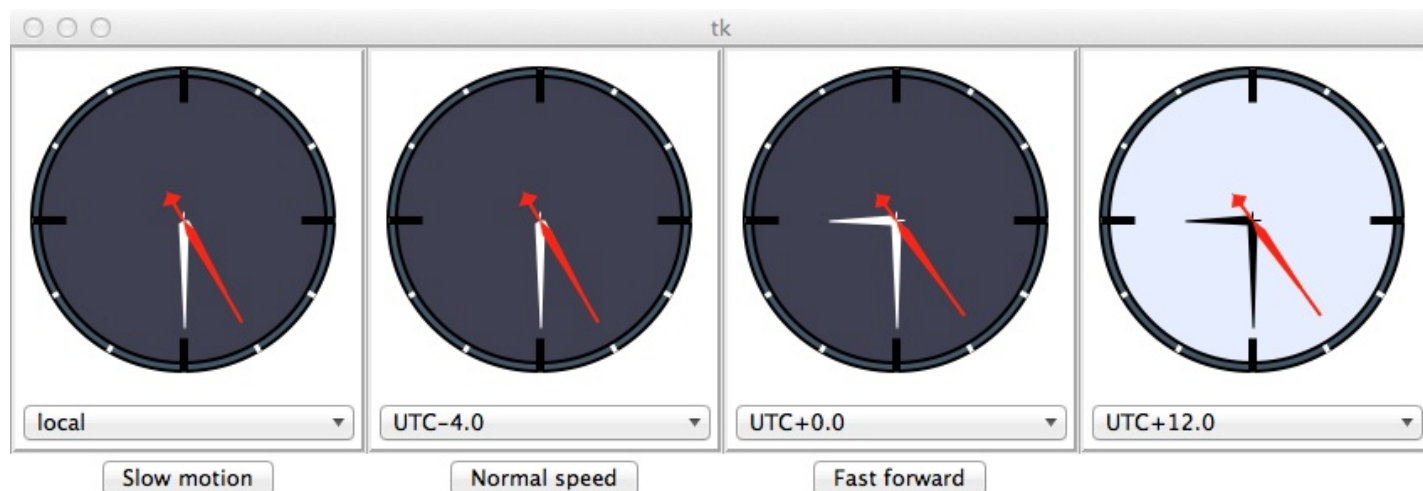 tk
local
UTC−4.0
UTC+0.0
UTC+12.0
Slow motion
Normal speed
Fast forward